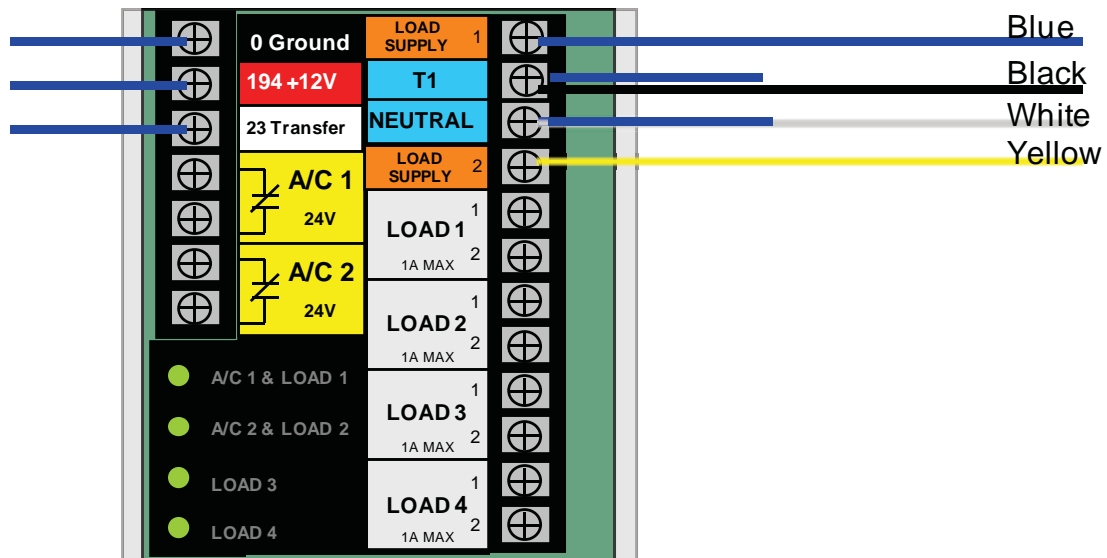 0 Ground
194 +12V
23 Transfer
A/C 1
24V
A/C 2
24V
LOAD
SUPPLY 1
T1
NEUTRAL
LOAD
SUPPLY 2
LOAD 1
1
2
1A MAX
LOAD 2
1
2
1A MAX
LOAD 3
1
2
1A MAX
LOAD 4
1
2
1A MAX
A/C 1 & LOAD 1
A/C 2 & LOAD 2
LOAD 3
LOAD 4
Blue
Black
White
Yellow